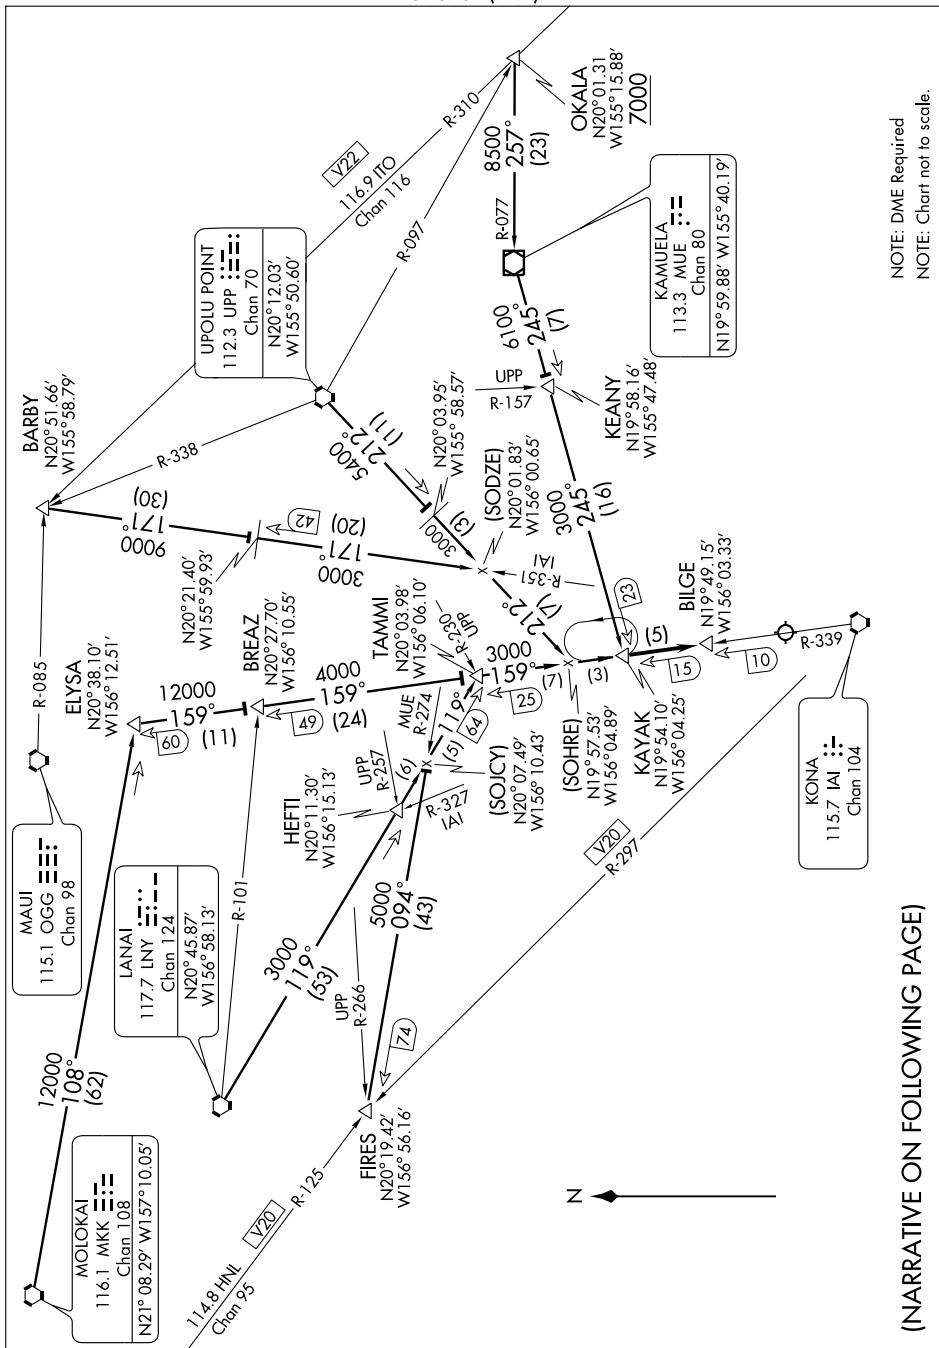 MOLOKAI
116.1 MKK
Chan 108
N21° 08.29' W157°10.05'
12000
108°
(62)
MAUI
115.1 OGG
Chan 98
R-085
BARBY
N20°51.66'
W155°58.79'
9000
171°
(30)
R-338
UPOLU POINT
112.3 UPP
Chan 70
N20°12.03'
W155°50.60'
V22
116.9 ITO
Chan 116
R-310
R-097
OKALA
N20°01.31
W155°15.88'
7000
8500
257°
(23)
R-077
KAMUELA
113.3 MUE
Chan 80
N19°59.88' W155°40.19'
6100
245°
(7)
UPP
R-157
KEANY
N19°58.16'
W155°47.48'
3000
245°
(16)
5400
212°
(11)
N20°03.95'
W155°58.57'
3000
(3)
(SODZE)
N20°01.83'
W156°00.65'
R-351
IAI
212°
(7)
N20°21.40'
W155°59.93'
42
3000
171°
(20)
ELYSA
N20°38.10'
W156°12.51'
60
12000
159°
(11)
BREAZ
N20°27.70'
W156°10.55'
49
4000
159°
(24)
TAMMI
N20°03.98'
W156°06.10'
R-230
UPP
25
3000
159°
(7)
LANAI
117.7 LNY
Chan 124
N20°45.87'
W156°58.13'
R-101
3000
119°
(53)
HEFTI
N20°11.30'
W156°15.13'
UPP
R-257
(6)
R-327
IAI
MUE
R-274
119°
(5)
64
(SOJCY)
N20°07.49'
W156°10.43'
5000
094°
(43)
UPP
R-266
74
FIRES
N20°19.42'
W156°56.16'
114.8 HNL
Chan 95
V20
R-125
(SOHRE)
N19°57.53'
W156°04.89'
(3)
23
KAYAK
N19°54.10'
W156°04.25'
15
(5)
BILGE
N19°49.15'
W156°03.33'
10
R-339
V20
R-297
KONA
115.7 IAI
Chan 104
N
NOTE: DME Required
NOTE: Chart not to scale.
(NARRATIVE ON FOLLOWING PAGE)